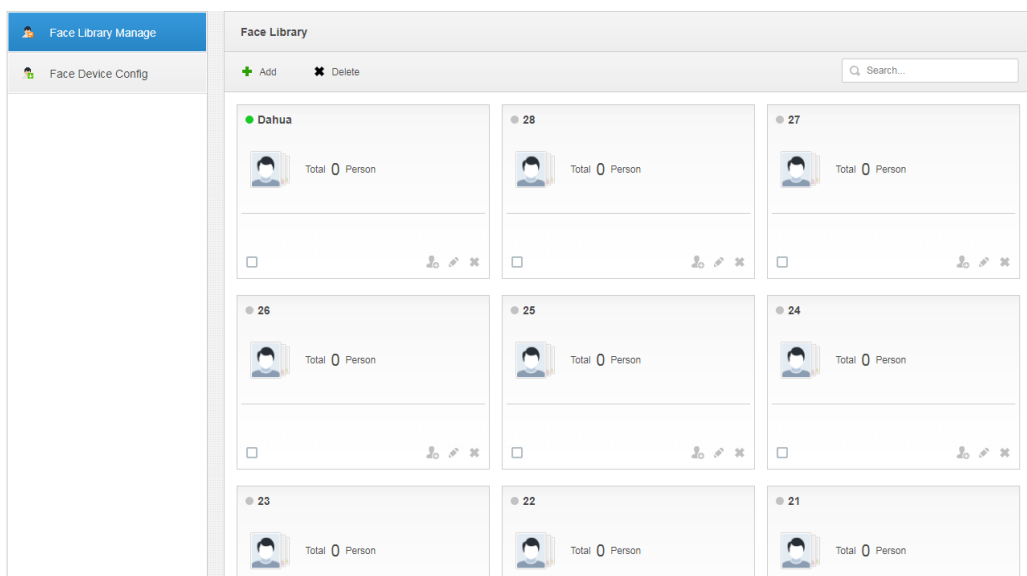 Face Library Manage
Face Device Config
Face Library
Add Delete Search...
Dahua 28 27
Total 0 Person Total 0 Person Total 0 Person
26 25 24
Total 0 Person Total 0 Person Total 0 Person
23 22 21
Total 0 Person Total 0 Person Total 0 Person